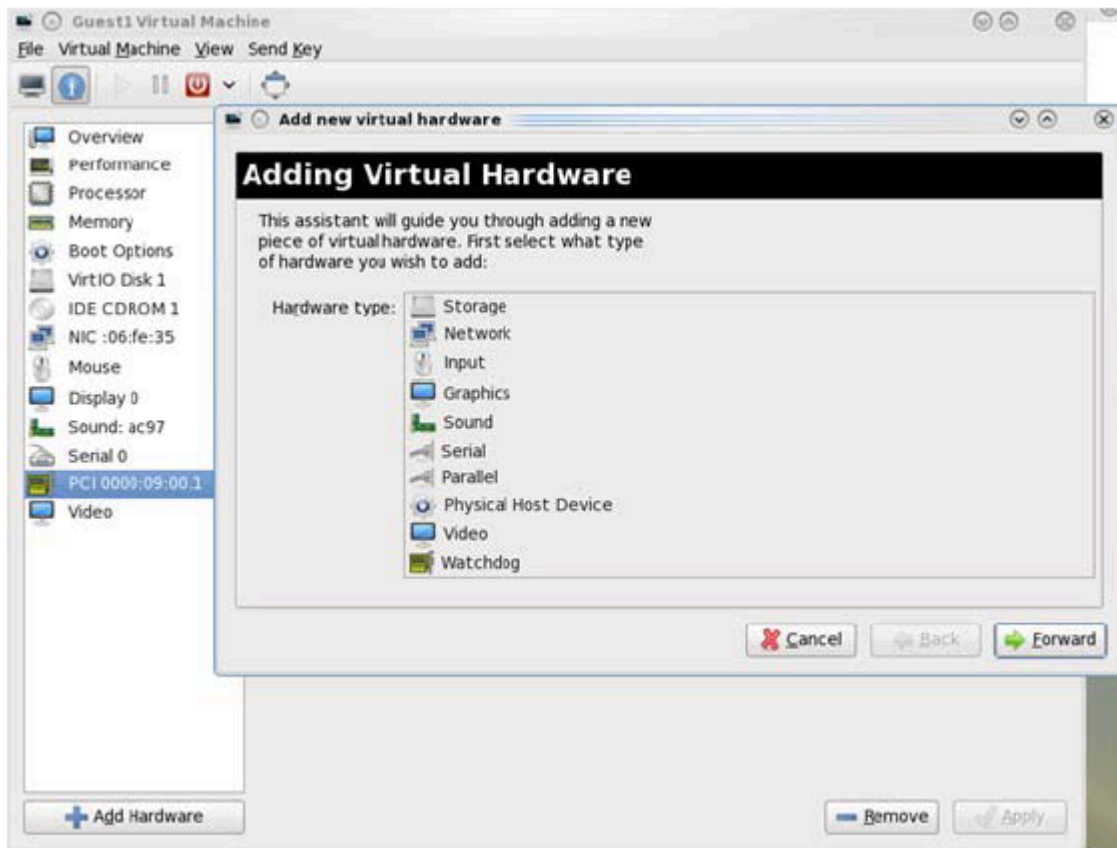 Guest1 Virtual Machine
File Virtual Machine View Send Key
Overview
Performance
Processor
Memory
Boot Options
VirtIO Disk 1
IDE CDROM 1
NIC :06:fe:35
Mouse
Display 0
Sound: ac97
Serial 0
PCI 0000:09:00.1
Video
Add Hardware
Add new virtual hardware
Adding Virtual Hardware
This assistant will guide you through adding a new
piece of virtual hardware. First select what type
of hardware you wish to add:
Hardware type:
Storage
Network
Input
Graphics
Sound
Serial
Parallel
Physical Host Device
Video
Watchdog
Cancel Back Forward
Remove Apply